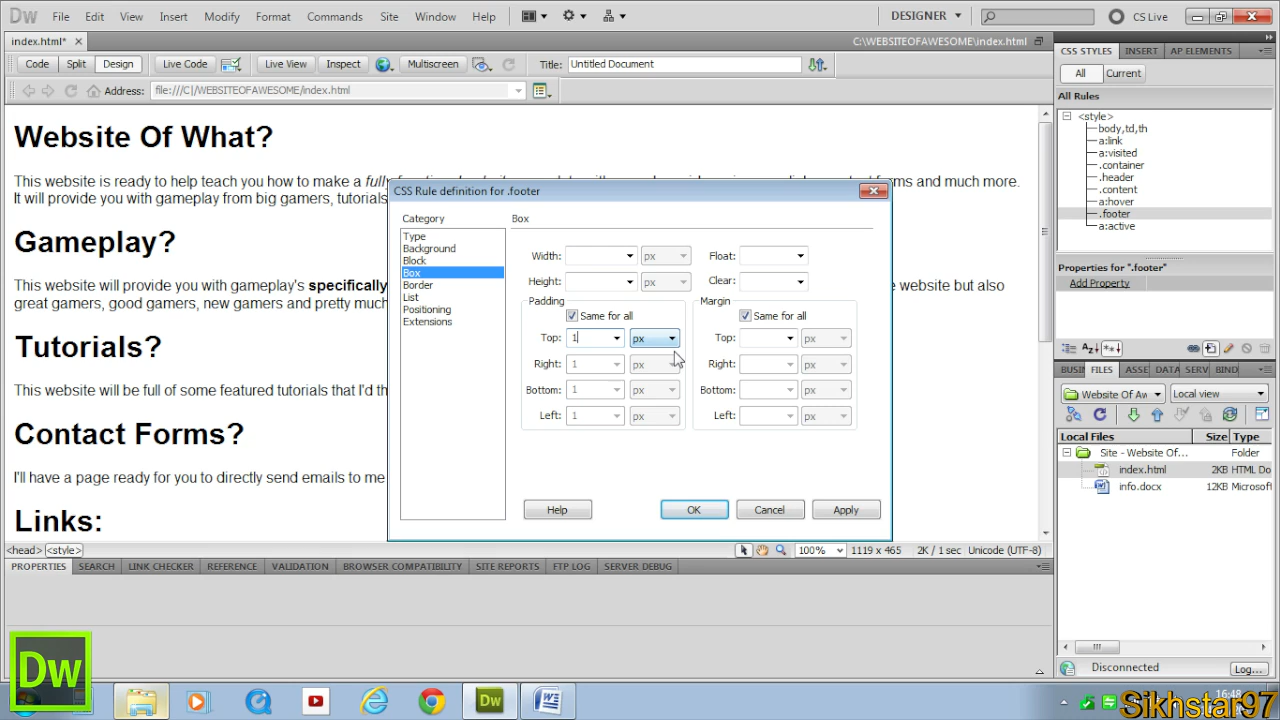 Dw File Edit View Insert Modify Format Commands Site Window Help DESIGNER CS Live
index.html* C:\WEBSITEOFAWESOME\index.html
Code Split Design Live Code Live View Inspect Multiscreen Title: Untitled Document
Address: file:///C|/WEBSITEOFAWESOME/index.html
Website Of What?
This website is ready to help teach you how to make a
It will provide you with gameplay from big gamers, tutorials
Gameplay?
This website will provide you with gameplay's specifically e website but also
great gamers, good gamers, new gamers and pretty much
Tutorials?
This website will be full of some featured tutorials that I'd th
Contact Forms?
I'll have a page ready for you to directly send emails to me
Links:
CSS Rule definition for .footer
Category Box
Type
Background
Block
Box
Border
List
Positioning
Extensions
Width: px Float:
Height: px Clear:
Padding Margin
Same for all Same for all
Top: 1 px Top: px
Right: 1 px Right: px
Bottom: 1 px Bottom: px
Left: 1 px Left: px
Help OK Cancel Apply
<head> <style> 100% 1119 x 465 2K / 1 sec Unicode (UTF-8)
PROPERTIES SEARCH LINK CHECKER REFERENCE VALIDATION BROWSER COMPATIBILITY SITE REPORTS FTP LOG SERVER DEBUG
CSS STYLES INSERT AP ELEMENTS
All Current
All Rules
<style>
body,td,th
a:link
a:visited
.container
.header
.content
a:hover
.footer
a:active
Properties for ".footer"
Add Property
BUSIN FILES ASSE DATA SERV BIND
Website Of Aw Local view
Local Files Size Type
Site - Website Of... Folder
index.html 2KB HTML Do
info.docx 12KB Microsof
Disconnected Log...
Dw
Dw
16:48
Sikhstar97